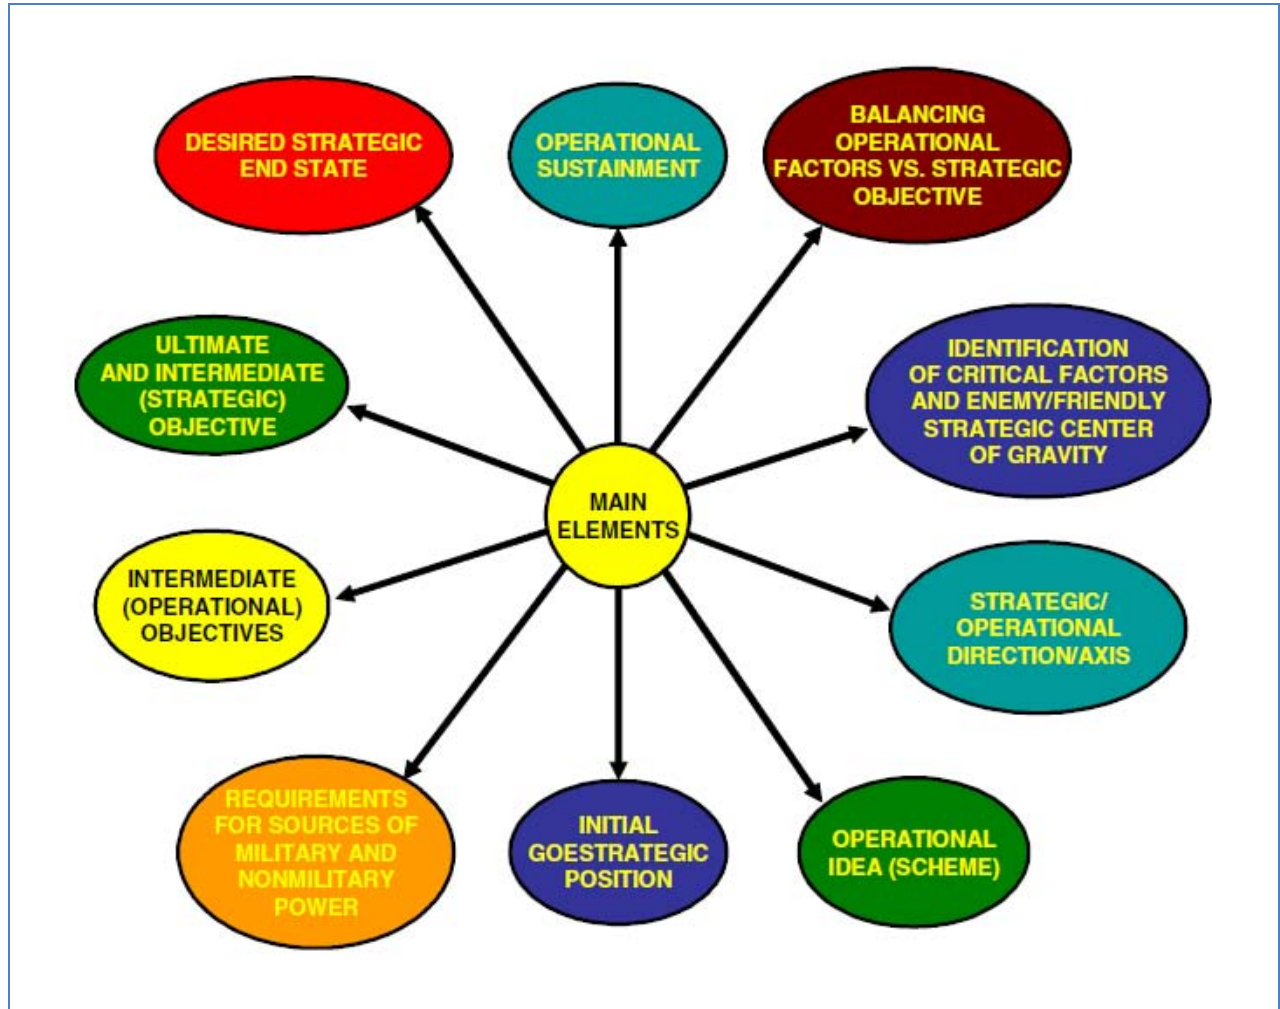 DESIRED STRATEGIC
END STATE
OPERATIONAL
SUSTAINMENT
BALANCING
OPERATIONAL
FACTORS VS. STRATEGIC
OBJECTIVE
ULTIMATE
AND INTERMEDIATE
(STRATEGIC)
OBJECTIVE
IDENTIFICATION
OF CRITICAL FACTORS
AND ENEMY/FRIENDLY
STRATEGIC CENTER
OF GRAVITY
MAIN
ELEMENTS
INTERMEDIATE
(OPERATIONAL)
OBJECTIVES
STRATEGIC/
OPERATIONAL
DIRECTION/AXIS
REQUIREMENTS
FOR SOURCES OF
MILITARY AND
NONMILITARY
POWER
INITIAL
GOESTRATEGIC
POSITION
OPERATIONAL
IDEA (SCHEME)